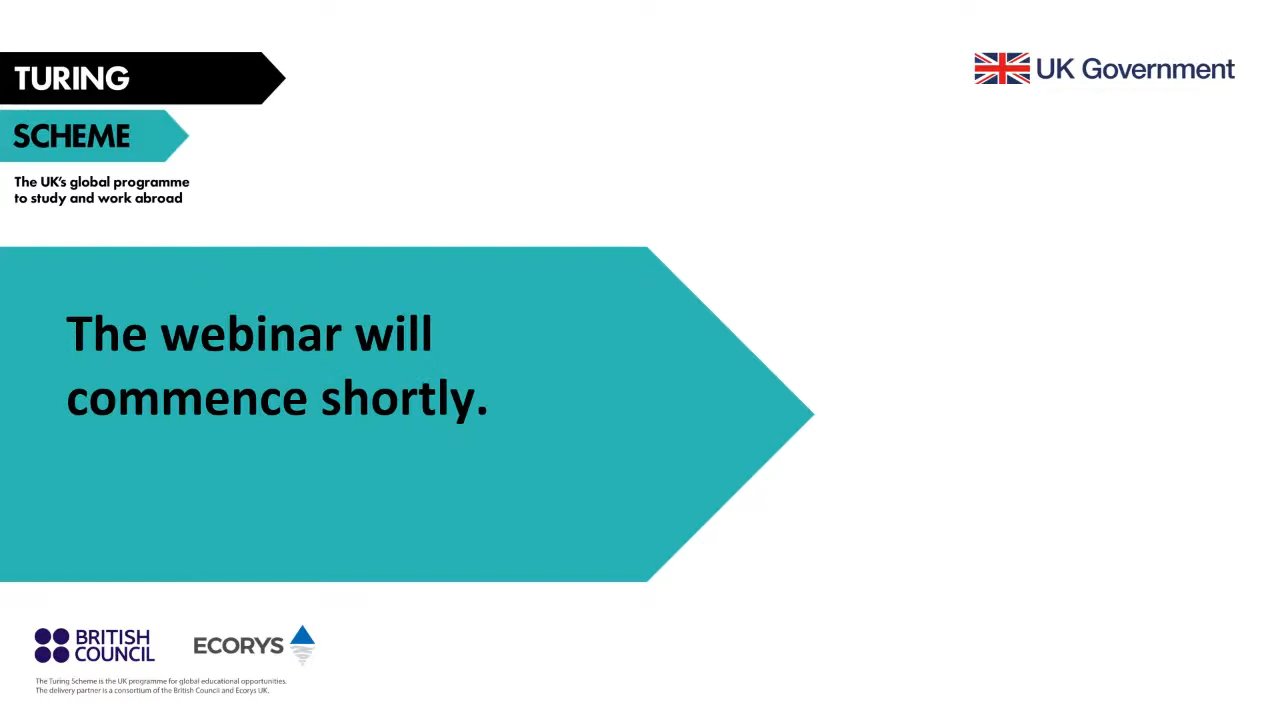 TURING
SCHEME
The UK's global programme
to study and work abroad
UK Government
The webinar will
commence shortly.
BRITISH
COUNCIL
ECORYS
The Turing Scheme is the UK programme for global educational opportunities.
The delivery partner is a consortium of the British Council and Ecorys UK.